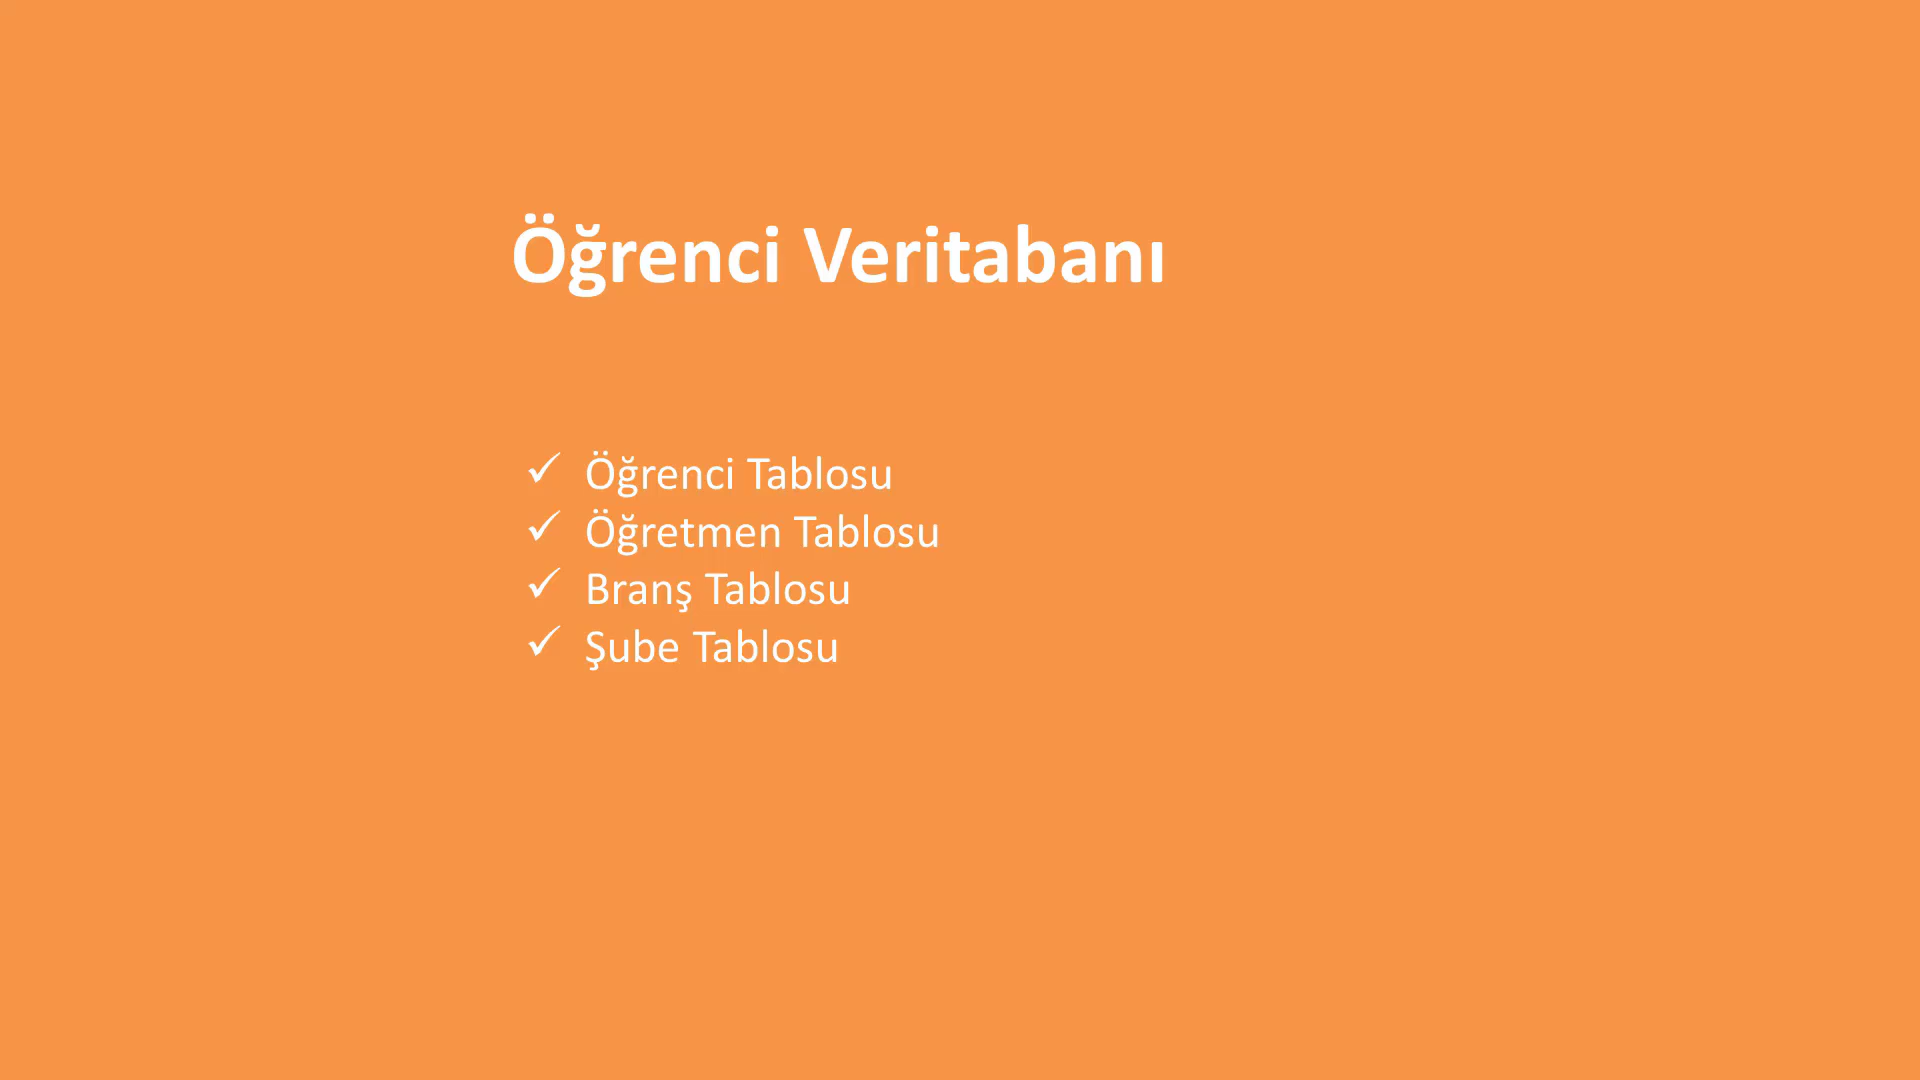 Öğrenci Veritabanı
✓ Öğrenci Tablosu
✓ Öğretmen Tablosu
✓ Branş Tablosu
✓ Şube Tablosu